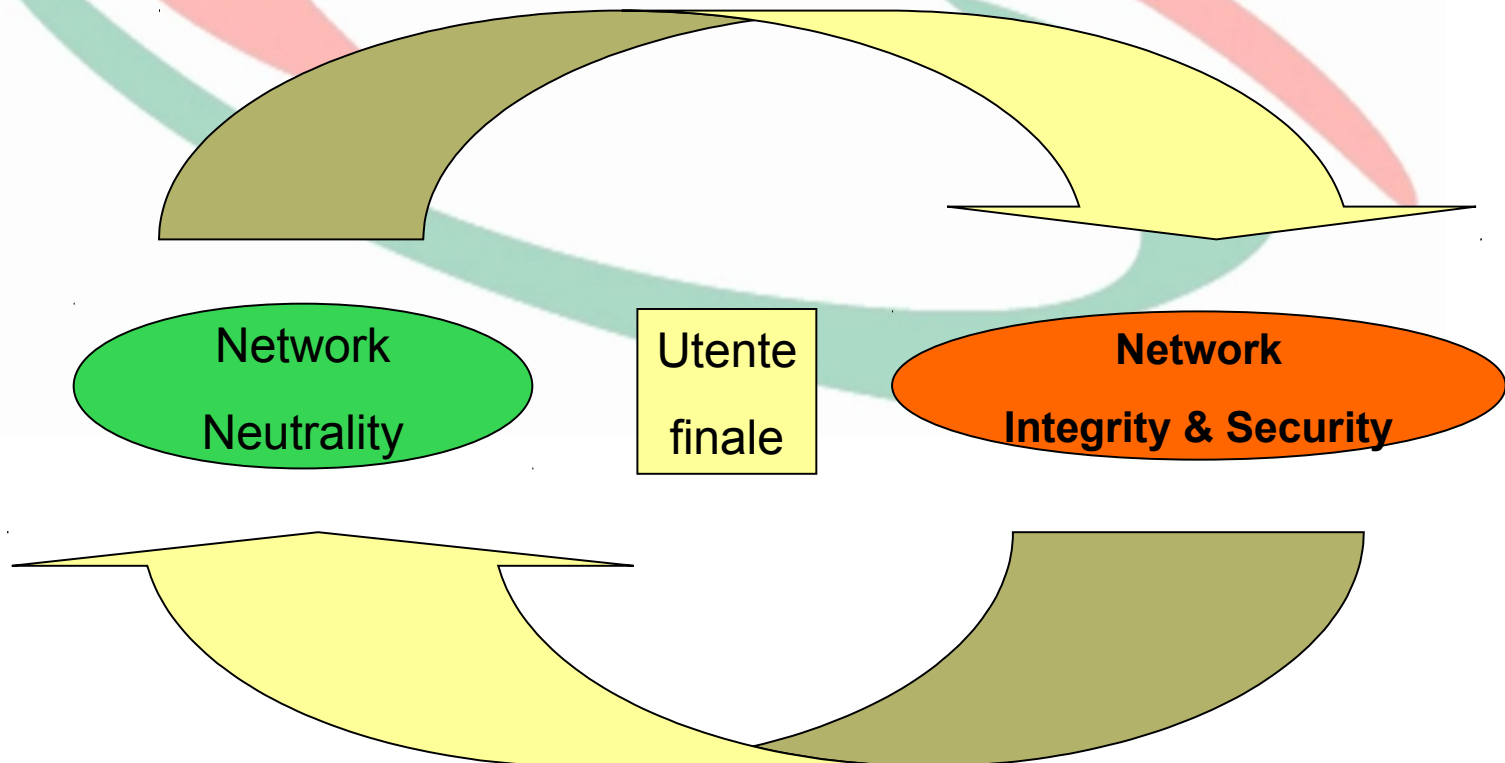 Network
Neutrality
Utente
finale
Network
Integrity & Security